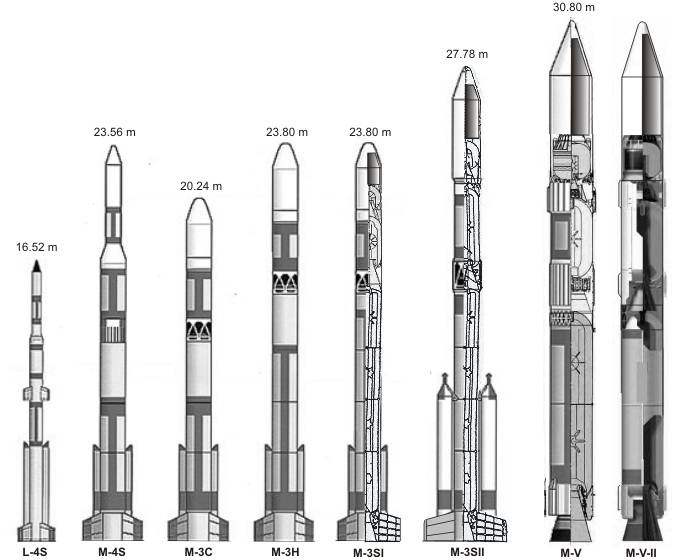 30.80 m
27.78 m
23.56 m
23.80 m
23.80 m
20.24 m
16.52 m
L-4S
M-4S
M-3C
M-3H
M-3SI
M-3SII
M-V
M-V-II